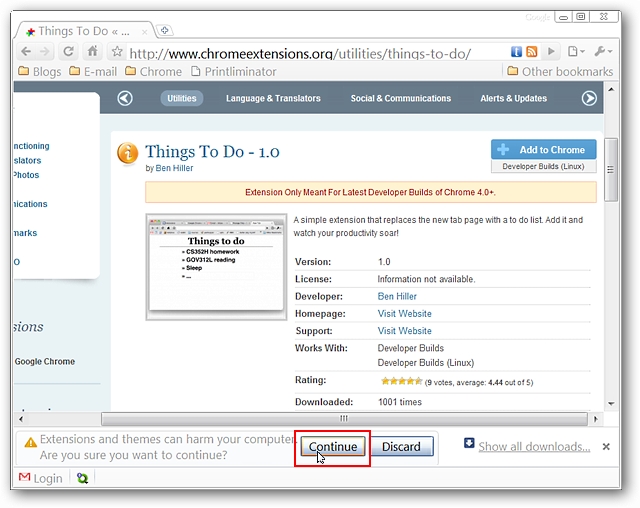 Google
Things To Do « ...
http://www.chromeextensions.org/utilities/things-to-do/
Blogs E-mail Chrome Printliminator Other bookmarks
Utilities Language & Translators Social & Communications Alerts & Updates
nctioning
slators
Photos
nications
marks
O
sions
Google Chrome
Things To Do - 1.0
by Ben Hiller
Add to Chrome
Developer Builds (Linux)
Extension Only Meant For Latest Developer Builds of Chrome 4.0+.
Things to do
CS352H homework
GOV312L reading
Sleep
...
A simple extension that replaces the new tab page with a to do list. Add it and
watch your productivity soar!
Version: 1.0
License: Information not available.
Developer: Ben Hiller
Homepage: Visit Website
Support: Visit Website
Works With: Developer Builds
Developer Builds (Linux)
Rating: (9 votes, average: 4.44 out of 5)
Downloaded: 1001 times
Extensions and themes can harm your computer.
Are you sure you want to continue?
Continue Discard
Show all downloads...
Login